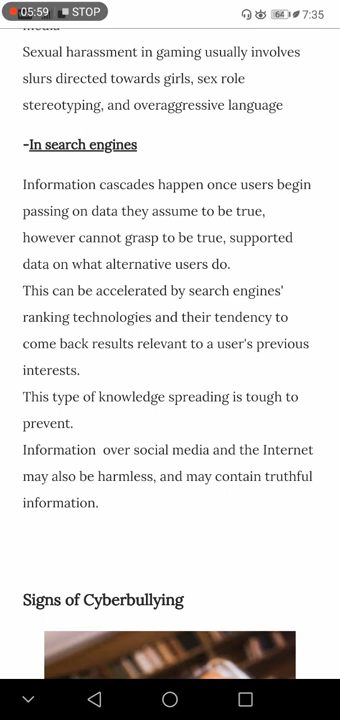 05:59 STOP 64 7:35
media
Sexual harassment in gaming usually involves
slurs directed towards girls, sex role
stereotyping, and overaggressive language
-In search engines
Information cascades happen once users begin
passing on data they assume to be true,
however cannot grasp to be true, supported
data on what alternative users do.
This can be accelerated by search engines'
ranking technologies and their tendency to
come back results relevant to a user's previous
interests.
This type of knowledge spreading is tough to
prevent.
Information over social media and the Internet
may also be harmless, and may contain truthful
information.
Signs of Cyberbullying